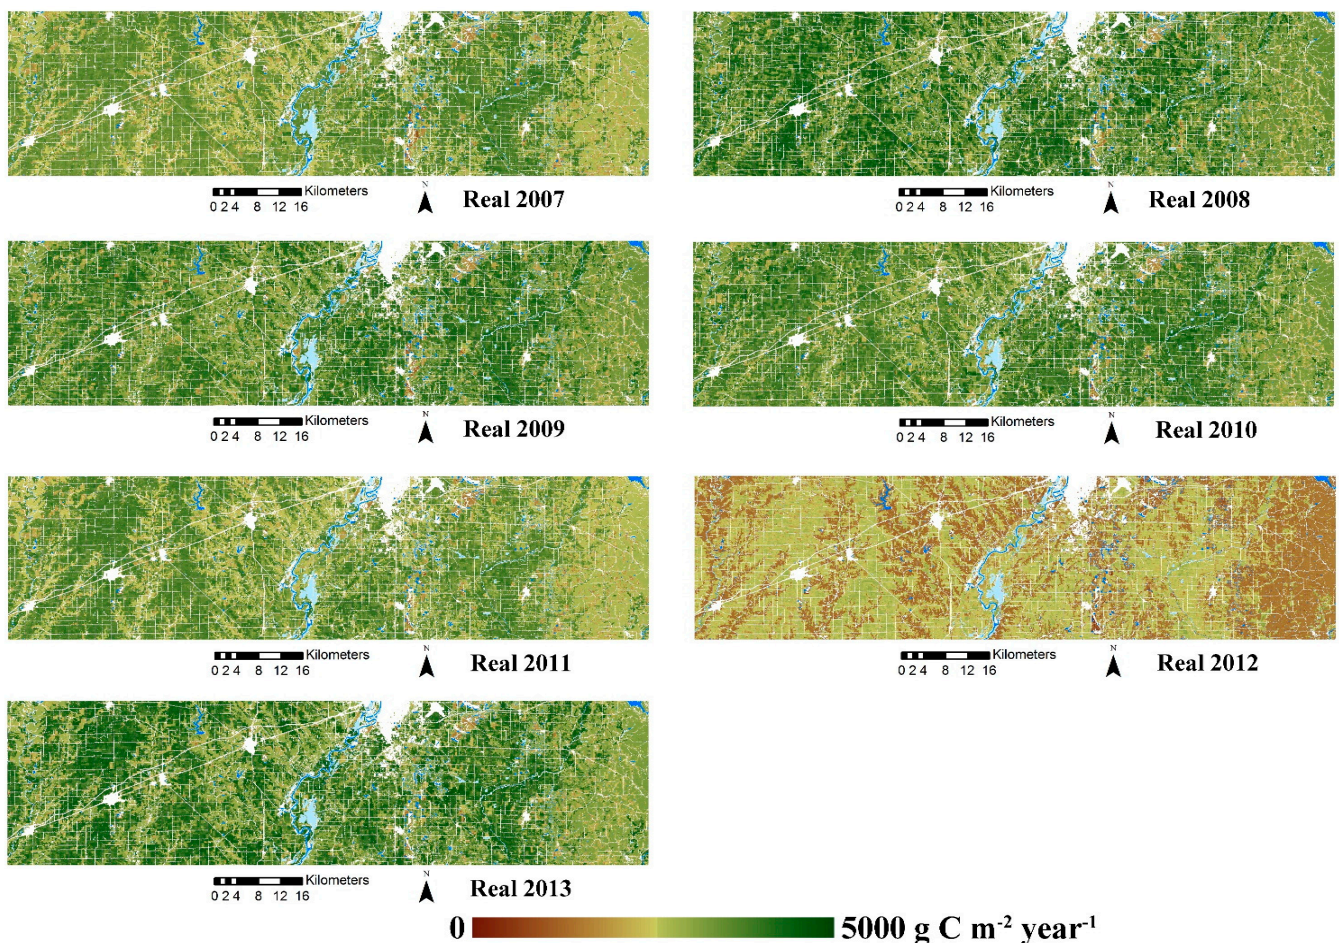 Kilometers
0 2 4 8 12 16
N
Real 2007
Kilometers
0 2 4 8 12 16
N
Real 2008
Kilometers
0 2 4 8 12 16
N
Real 2009
Kilometers
0 2 4 8 12 16
N
Real 2010
Kilometers
0 2 4 8 12 16
N
Real 2011
Kilometers
0 2 4 8 12 16
N
Real 2012
Kilometers
0 2 4 8 12 16
N
Real 2013
0 5000 g C m⁻² year⁻¹